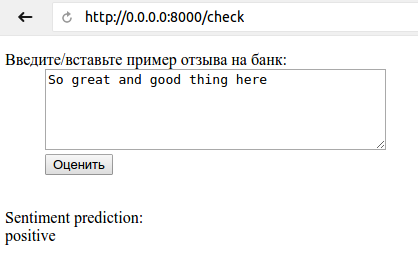 http://0.0.0.0:8000/check
Введите/вставьте пример отзыва на банк:
So great and good thing here
Оценить
Sentiment prediction:
positive